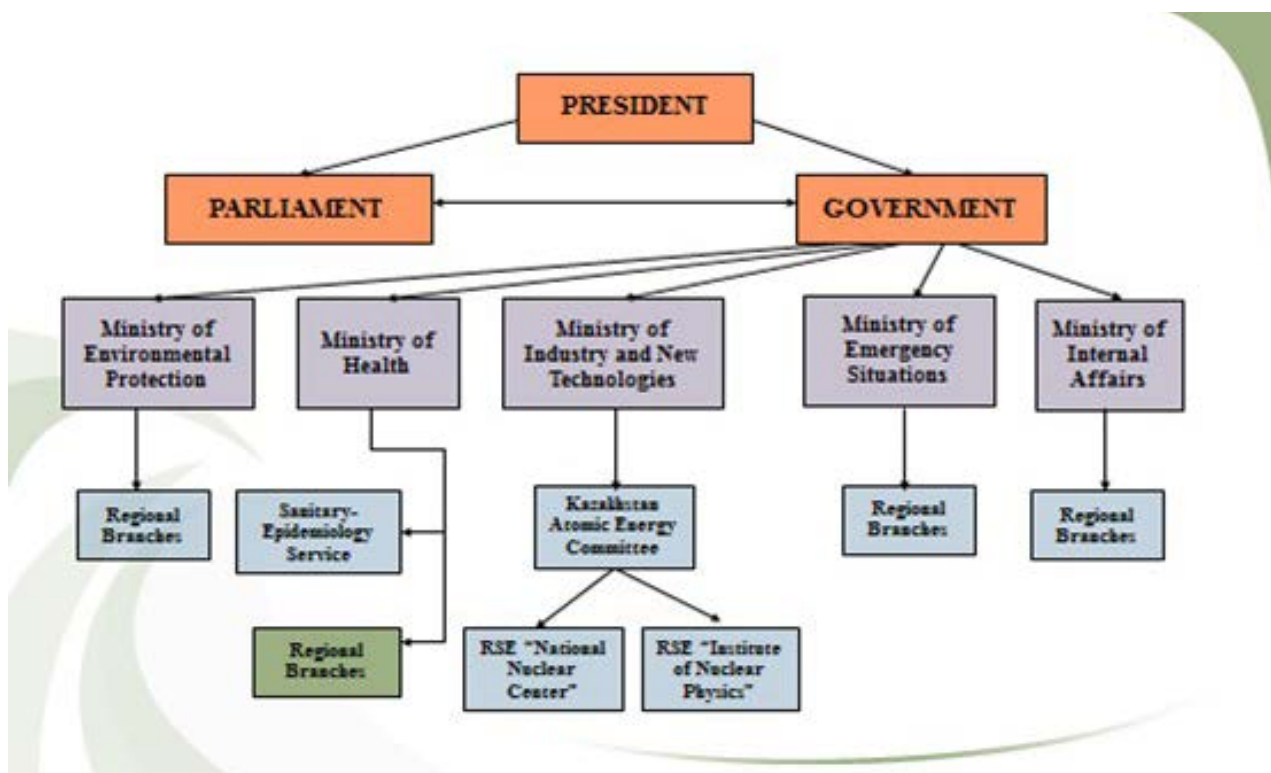 PRESIDENT
PARLIAMENT
GOVERNMENT
Ministry of
Environmental
Protection
Ministry of
Health
Ministry of
Industry and New
Technologies
Ministry of
Emergency
Situations
Ministry of
Internal
Affairs
Regional
Branches
Sanitary-
Epidemiology
Service
Kazakhstan
Atomic Energy
Committee
Regional
Branches
Regional
Branches
Regional
Branches
RSE "National
Nuclear
Center"
RSE "Institute
of Nuclear
Physics"